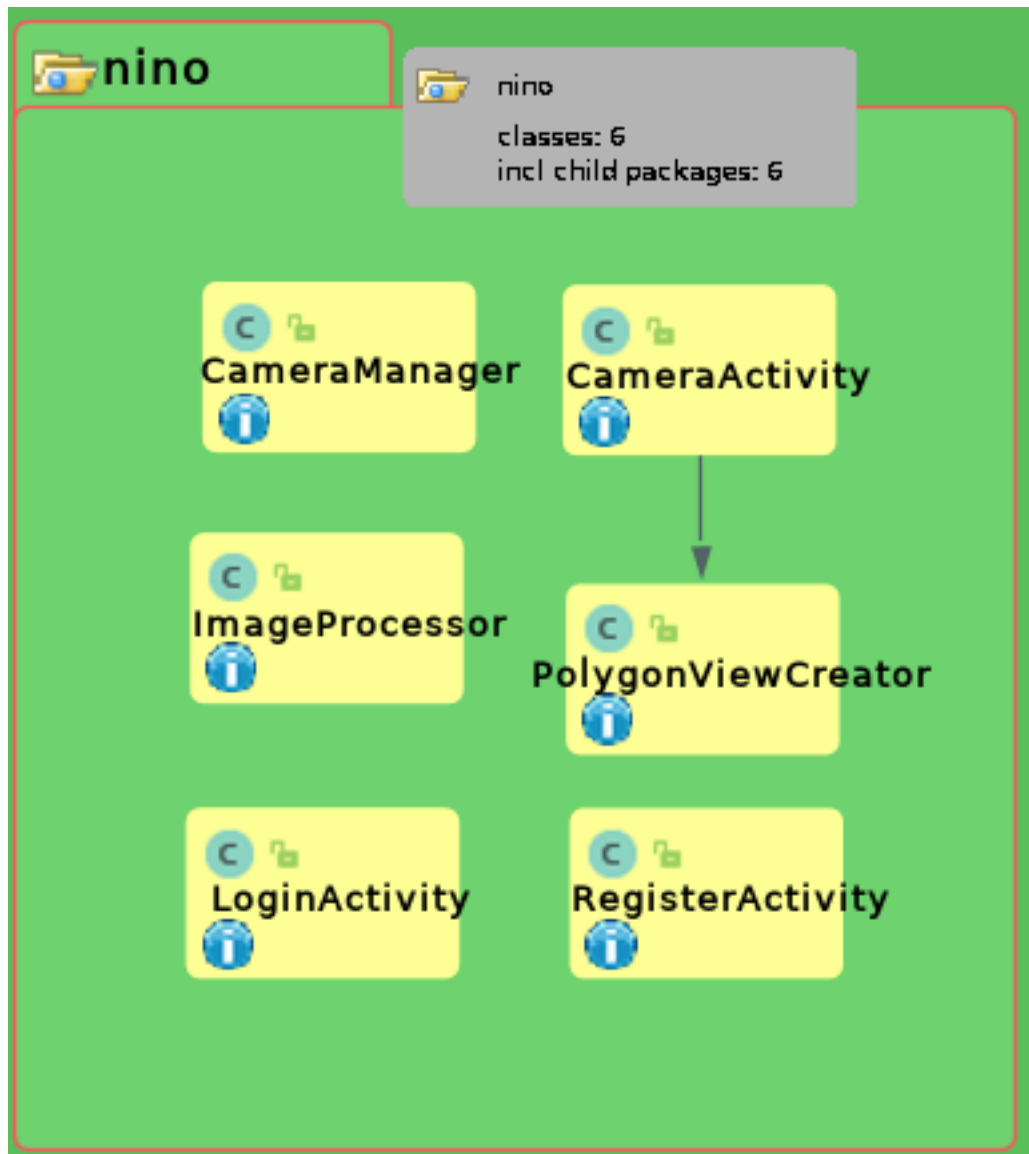 nino
nino
classes: 6
incl child packages: 6
C
CameraManager
C
CameraActivity
C
ImageProcessor
C
PolygonViewCreator
C
LoginActivity
C
RegisterActivity